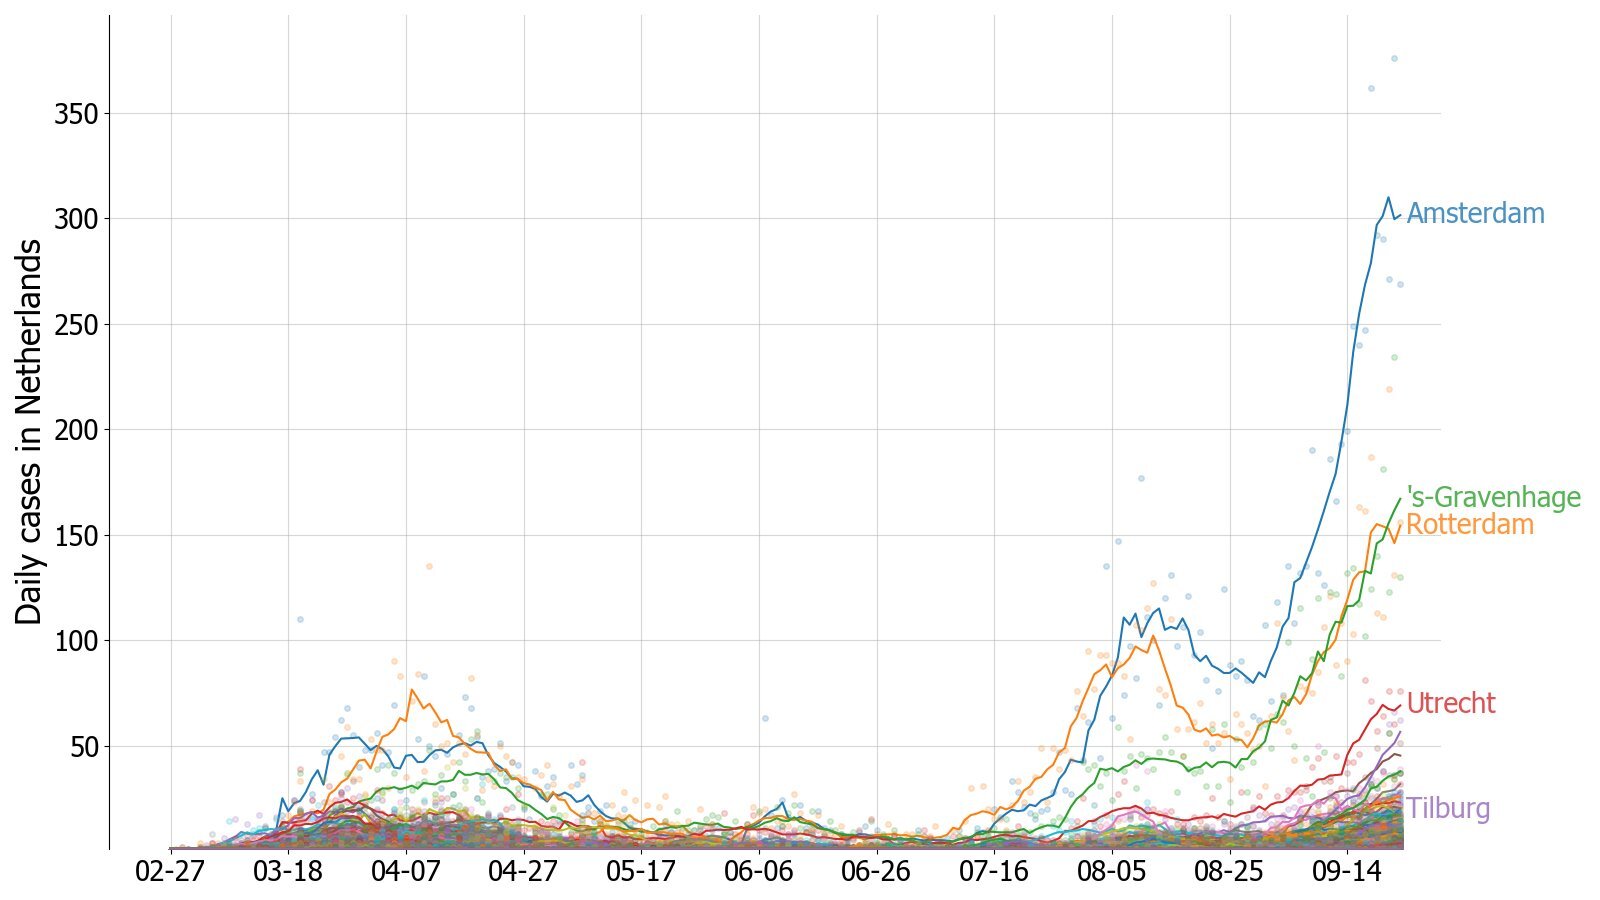 Daily cases in Netherlands
350
300
250
200
150
100
50
Amsterdam
's-Gravenhage
Rotterdam
Utrecht
Tilburg
02-27 03-18 04-07 04-27 05-17 06-06 06-26 07-16 08-05 08-25 09-14